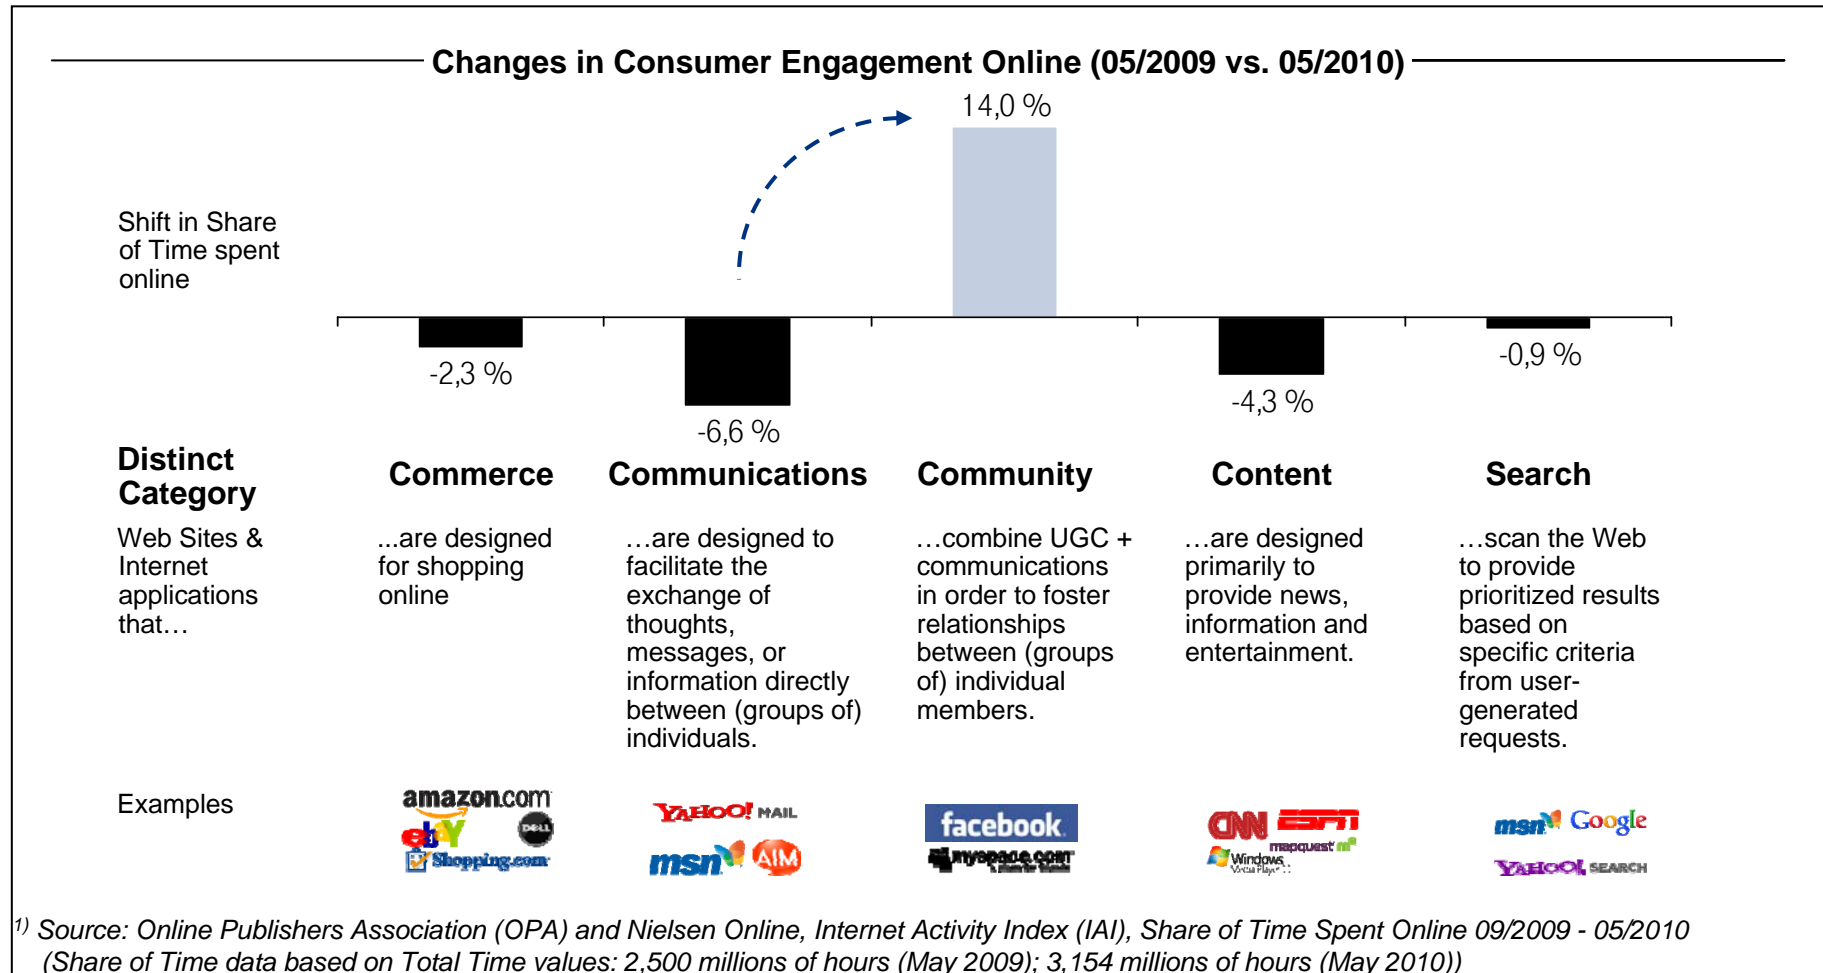 Changes in Consumer Engagement Online (05/2009 vs. 05/2010)
14,0 %
Shift in Share
of Time spent
online
-2,3 %
-6,6 %
-4,3 %
-0,9 %
Distinct
Category
Commerce
Communications
Community
Content
Search
Web Sites &
Internet
applications
that…
...are designed
for shopping
online
…are designed to
facilitate the
exchange of
thoughts,
messages, or
information directly
between (groups of)
individuals.
…combine UGC +
communications
in order to foster
relationships
between (groups
of) individual
members.
…are designed
primarily to
provide news,
information and
entertainment.
…scan the Web
to provide
prioritized results
based on
specific criteria
from user-
generated
requests.
Examples
amazon.com
ebY
DELL
Shopping.com
YAHOO! MAIL
msn
AIM
facebook
myspace.com
CNN
ESPN
mapquest
Windows
msn
Google
YAHOO! SEARCH
1) Source: Online Publishers Association (OPA) and Nielsen Online, Internet Activity Index (IAI), Share of Time Spent Online 09/2009 - 05/2010
(Share of Time data based on Total Time values: 2,500 millions of hours (May 2009); 3,154 millions of hours (May 2010))